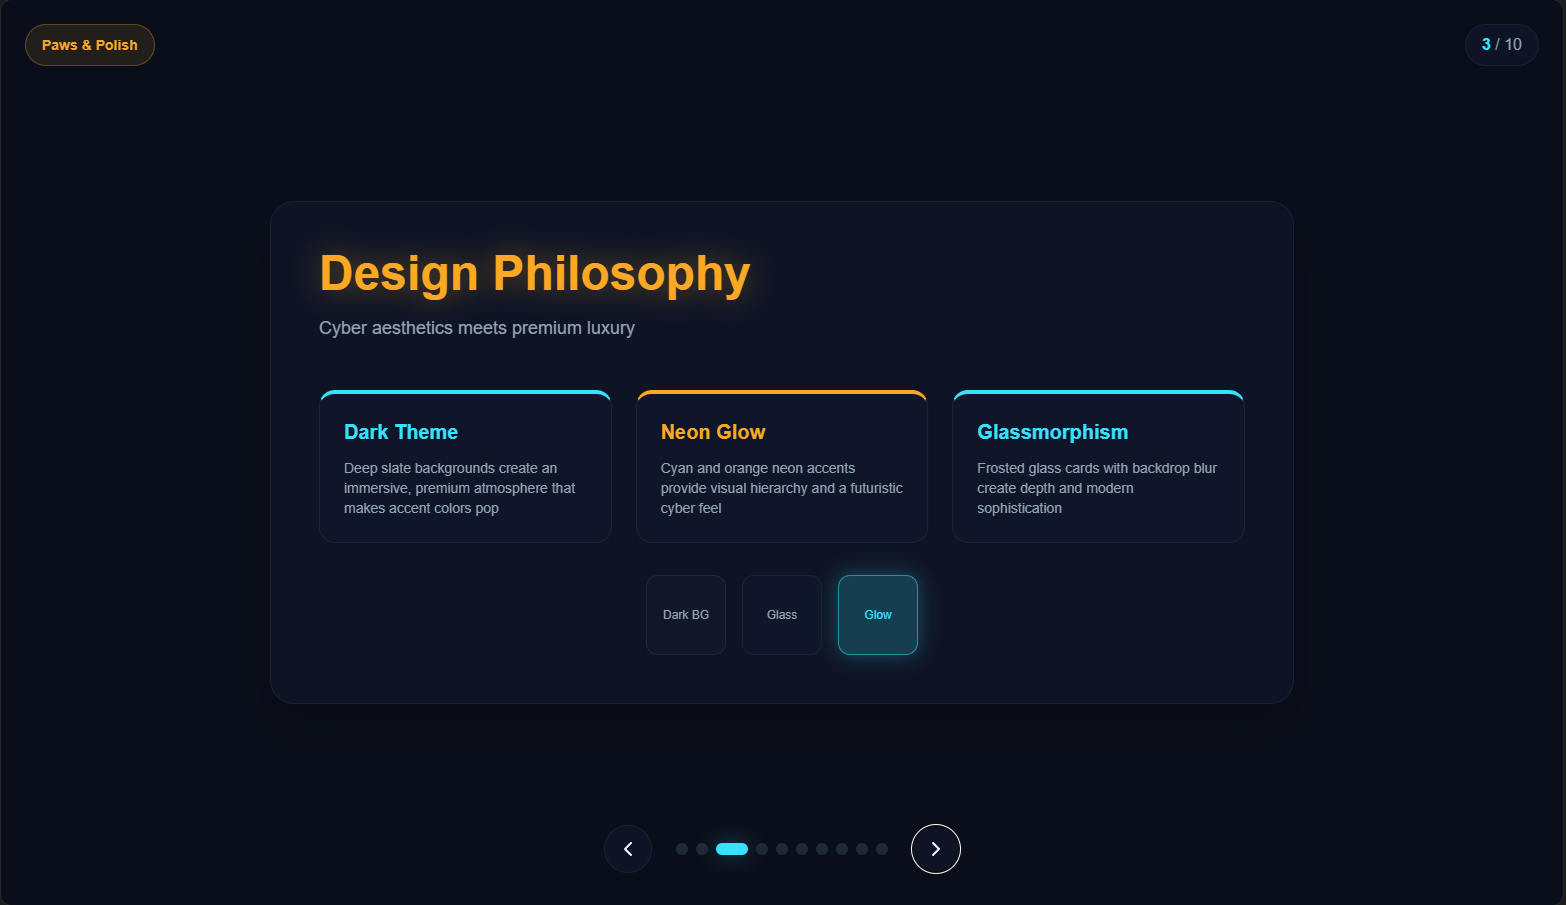 Paws & Polish
3 / 10
Design Philosophy
Cyber aesthetics meets premium luxury
Dark Theme
Deep slate backgrounds create an
immersive, premium atmosphere that
makes accent colors pop
Neon Glow
Cyan and orange neon accents
provide visual hierarchy and a futuristic
cyber feel
Glassmorphism
Frosted glass cards with backdrop blur
create depth and modern
sophistication
Dark BG
Glass
Glow